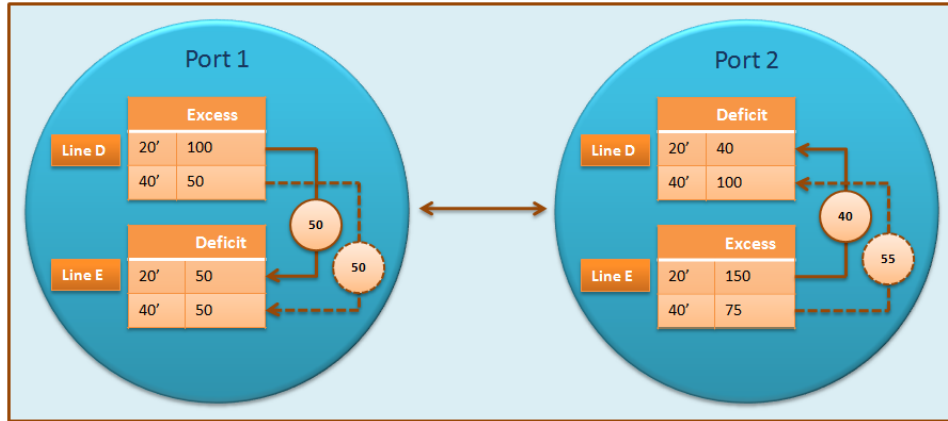 Port 1
Excess
Line D
20' 100
40' 50
50
Deficit
Line E
20' 50
40' 50
50
Port 2
Deficit
Line D
20' 40
40' 100
40
Excess
Line E
20' 150
40' 75
55